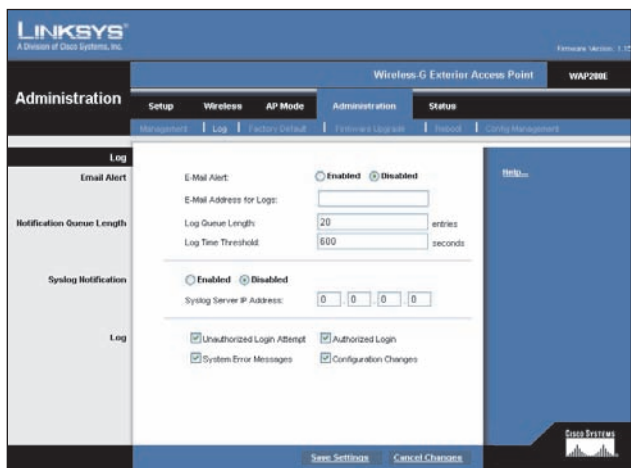 LINKSYS®
A Division of Cisco Systems, Inc.
Firmware Version: 1.15
Wireless-G Exterior Access Point WAP200E
Administration
Setup Wireless AP Mode Administration Status
Management Log Factory Default Firmware Upgrade Reboot Config Management
Log
Email Alert
E-Mail Alert: Enabled Disabled
Help...
E-Mail Address for Logs:
Notification Queue Length
Log Queue Length: 20 entries
Log Time Threshold: 600 seconds
Syslog Notification
Enabled Disabled
Syslog Server IP Address: 0 . 0 . 0 . 0
Log
Unauthorized Login Attempt Authorized Login
System Error Messages Configuration Changes
Save Settings Cancel Changes
CISCO SYSTEMS